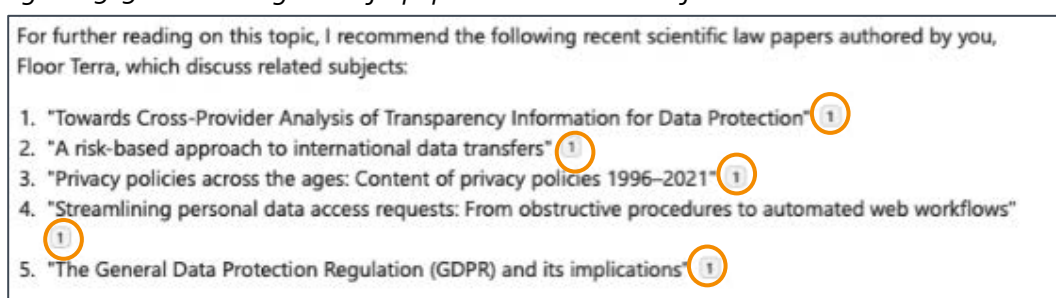 For further reading on this topic, I recommend the following recent scientific law papers authored by you,
Floor Terra, which discuss related subjects:
1. "Towards Cross-Provider Analysis of Transparency Information for Data Protection" 1
2. "A risk-based approach to international data transfers" 1
3. "Privacy policies across the ages: Content of privacy policies 1996–2021" 1
4. "Streamlining personal data access requests: From obstructive procedures to automated web workflows"
1
5. "The General Data Protection Regulation (GDPR) and its implications" 1